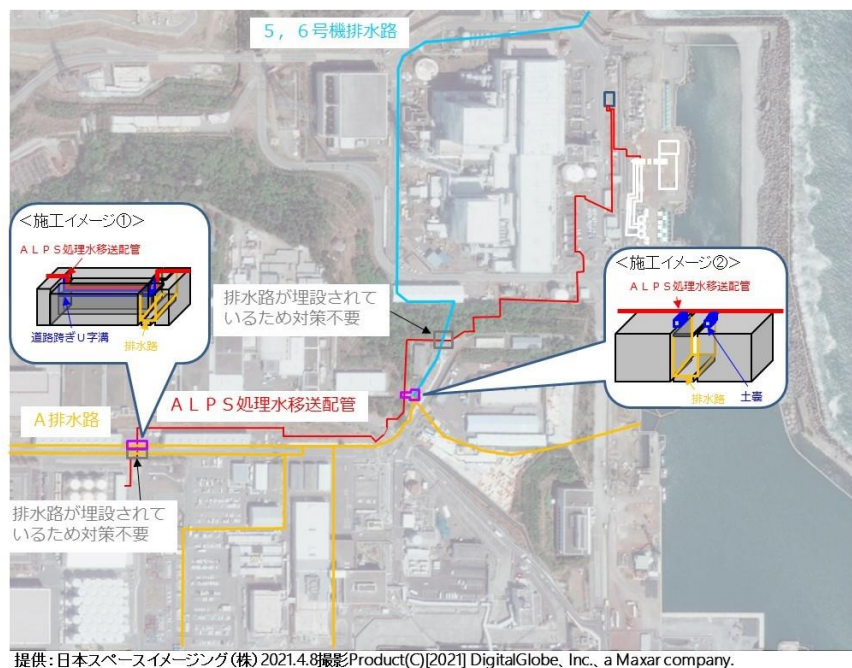 ５，６号機排水路
＜施工イメージ①＞
ＡＬＰＳ処理水移送配管
道路跨ぎＵ字溝
排水路
排水路が埋設されて
いるため対策不要
＜施工イメージ②＞
ＡＬＰＳ処理水移送配管
排水路
土嚢
ＡＬＰＳ処理水移送配管
Ａ排水路
排水路が埋設されて
いるため対策不要
提供：日本スペースイメージング（株）2021.4.8撮影Product(C)[2021] DigitalGlobe, Inc., a Maxar company.